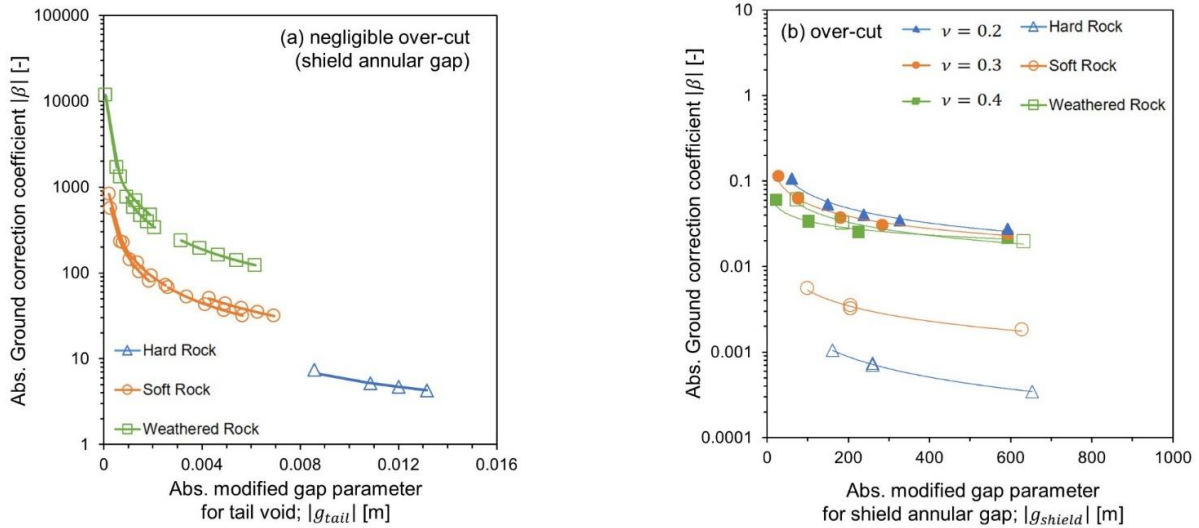 (a) negligible over-cut
(shield annular gap)
Abs. Ground correction coefficient |β| [-]
100000
10000
1000
100
10
1
Hard Rock
Soft Rock
Weathered Rock
0
0.004
0.008
0.012
0.016
Abs. modified gap parameter
for tail void; |g_tail| [m]
(b) over-cut
ν = 0.2
Hard Rock
ν = 0.3
Soft Rock
ν = 0.4
Weathered Rock
Abs. Ground correction coefficient |β| [-]
10
1
0.1
0.01
0.001
0.0001
0
200
400
600
800
1000
Abs. modified gap parameter
for shield annular gap; |g_shield| [m]